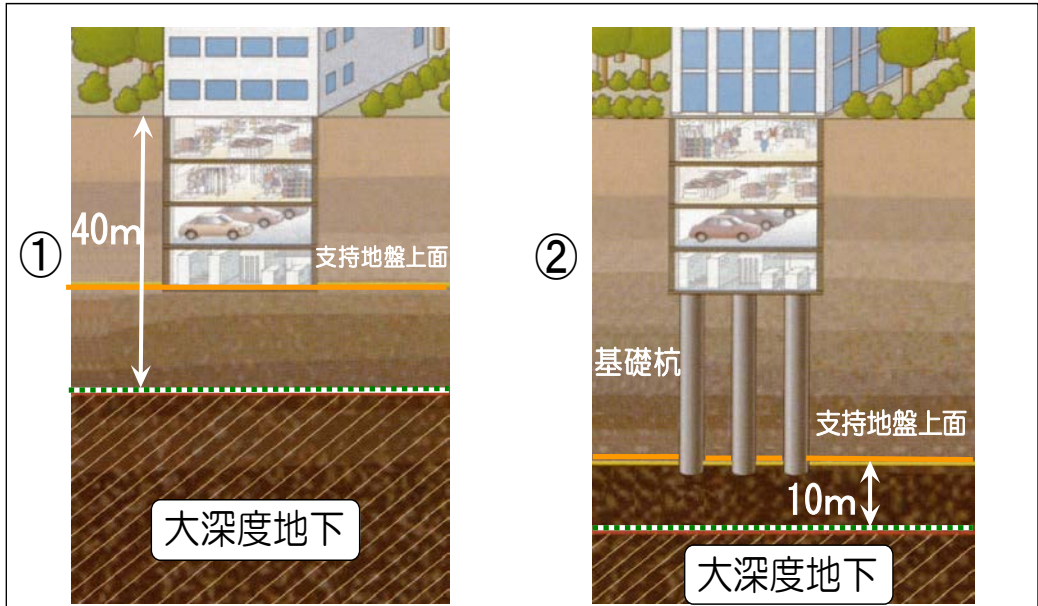 ①
40m
支持地盤上面
大深度地下
②
基礎杭
支持地盤上面
10m
大深度地下